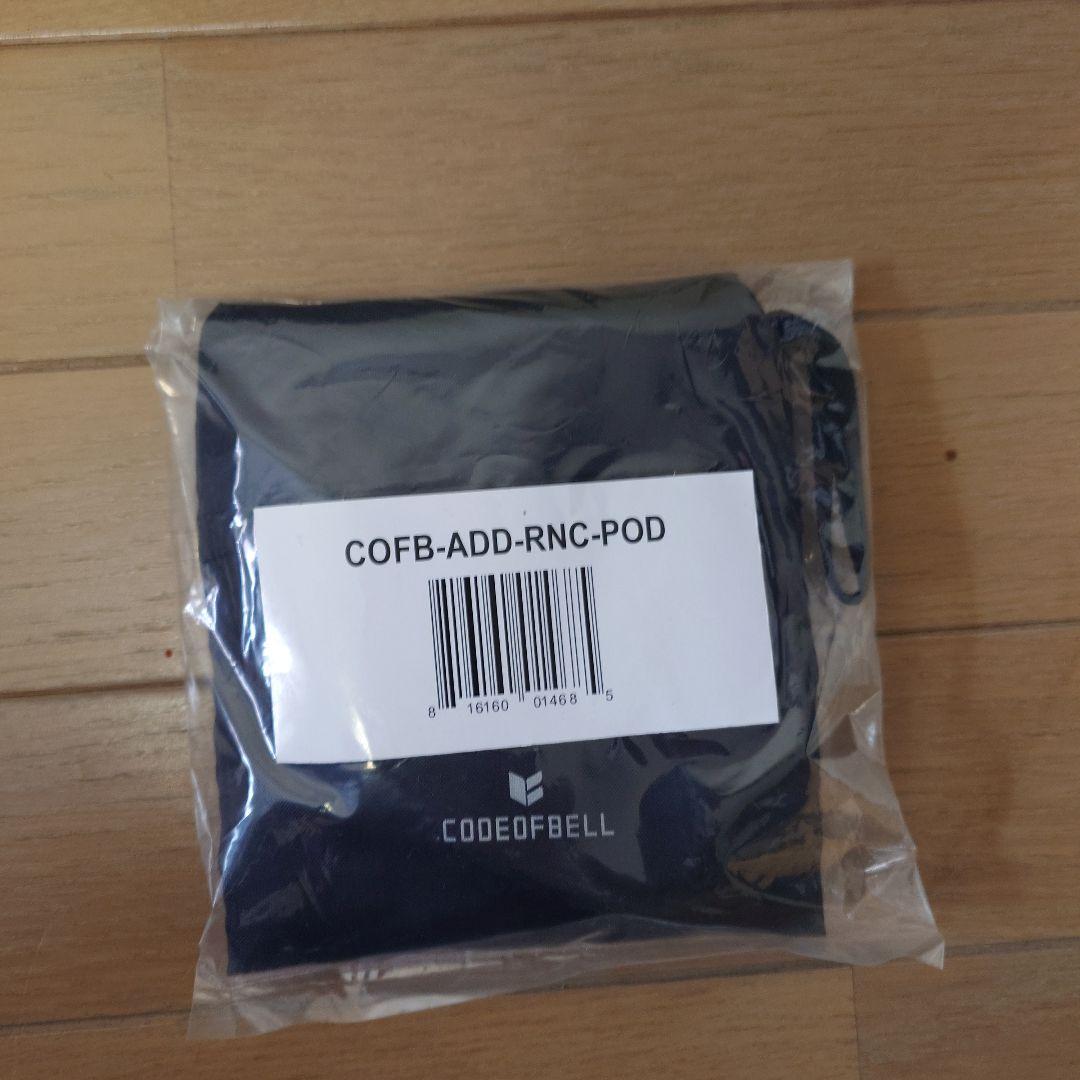 COFB-ADD-RNC-POD
8 16160 01468 5
CODEOFBELL